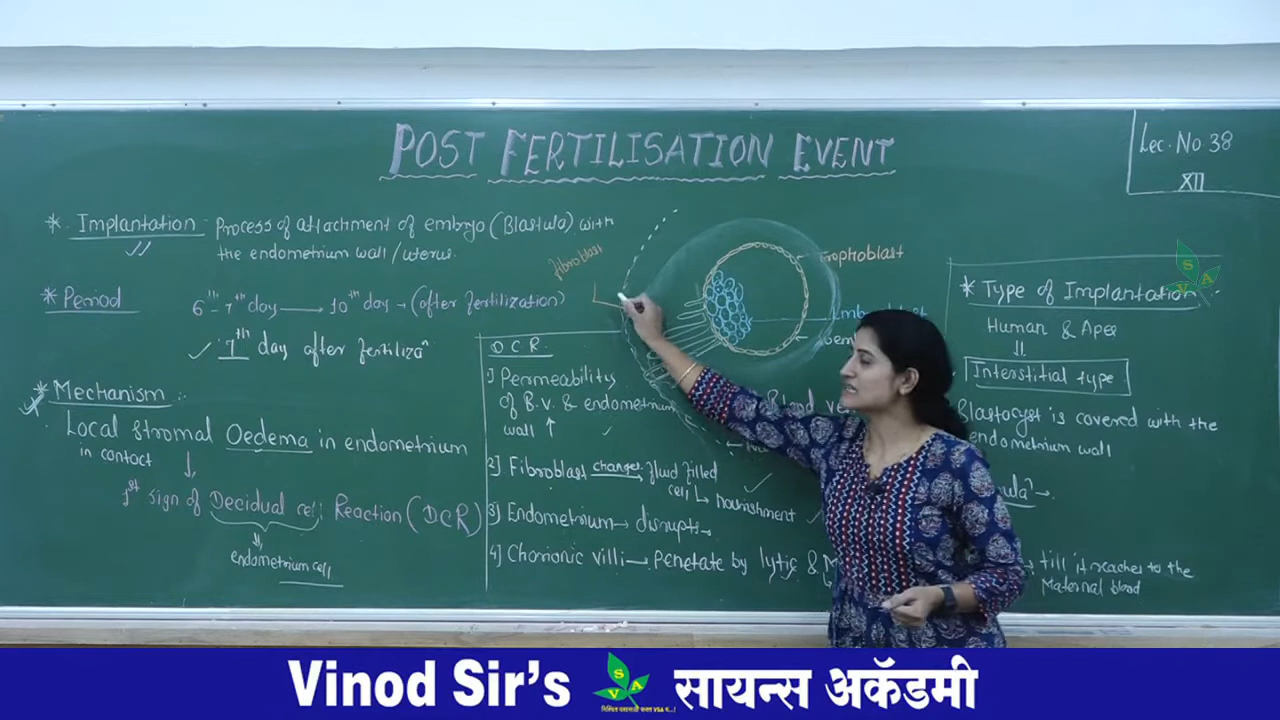 POST FERTILISATION EVENT
Lec. No 38
XII
* Implantation - Process of attachment of embryo (Blastula) with
the endometrium wall / uterus.
* Period
6th - 7th day → 10th day → (after fertilization)
✓ 7th day after fertilizan
* Mechanism :-
Local stromal Oedema in endometrium
in contact
1st sign of Decidual cell Reaction (DCR)
endometrium cell
Fibroblast
Trophoblast
D C R
1] Permeability
of B.V. & endometrium
wall ↑
2] Fibroblast changes fluid filled
cell ↳ nourishment
3] Endometrium → disrupts
4] Chorionic villi → penetate by lytic &
till it reaches to the
Maternal blood
Blood
* Type of Implantation
Human & Apes
Interstitial type
Blastocyst is covered with the
endometrium wall
S
V A
Vinod Sir's S V A सायन्स अकॅडमी